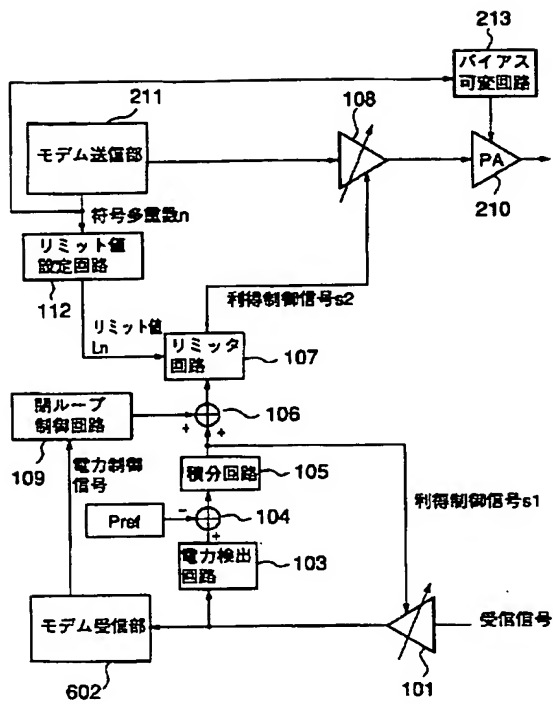 213
バイアス
可変回路
211
108
モデム送信部
PA
210
符号多重数n
リミット値
設定回路
112
利得制御信号s2
リミット値
Ln
リミッタ
回路
107
閉ループ
制御回路
106
+
+
109
電力制御
信号
積分回路
105
利得制御信号s1
Pref
-
104
+
電力検出
回路
103
モデム受信部
受信信号
602
101